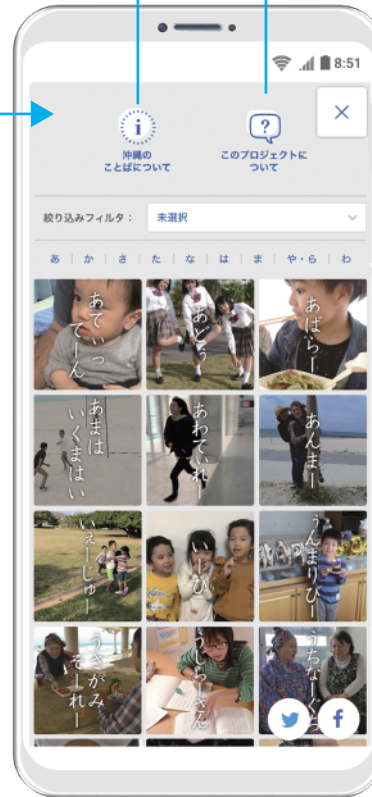 8:51
i
?
×
沖縄の
ことばについて
このプロジェクトに
ついて
絞り込みフィルタ：
未選択
あ | か | さ | た | な | は | ま | や・ら | わ
あてぃっ
てーん
あどぅ
あばらー
あまは
いくまはい
あわてぃれー
あんまー
いぇーじゅー
いーび
うんまりびー
うさがみ
そーれー
うじらーさん
うちなーぐち
f